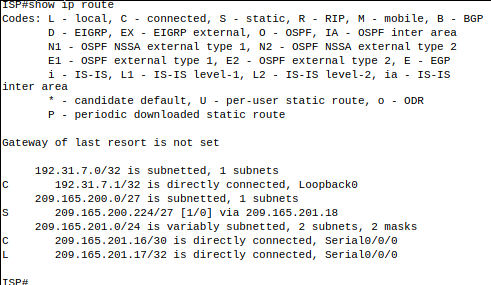 ISP#show ip route
Codes: L - local, C - connected, S - static, R - RIP, M - mobile, B - BGP
D - EIGRP, EX - EIGRP external, O - OSPF, IA - OSPF inter area
N1 - OSPF NSSA external type 1, N2 - OSPF NSSA external type 2
E1 - OSPF external type 1, E2 - OSPF external type 2, E - EGP
i - IS-IS, L1 - IS-IS level-1, L2 - IS-IS level-2, ia - IS-IS
inter area
* - candidate default, U - per-user static route, o - ODR
P - periodic downloaded static route
Gateway of last resort is not set
192.31.7.0/32 is subnetted, 1 subnets
C 192.31.7.1/32 is directly connected, Loopback0
209.165.200.0/27 is subnetted, 1 subnets
S 209.165.200.224/27 [1/0] via 209.165.201.18
209.165.201.0/24 is variably subnetted, 2 subnets, 2 masks
C 209.165.201.16/30 is directly connected, Serial0/0/0
L 209.165.201.17/32 is directly connected, Serial0/0/0
ISP#